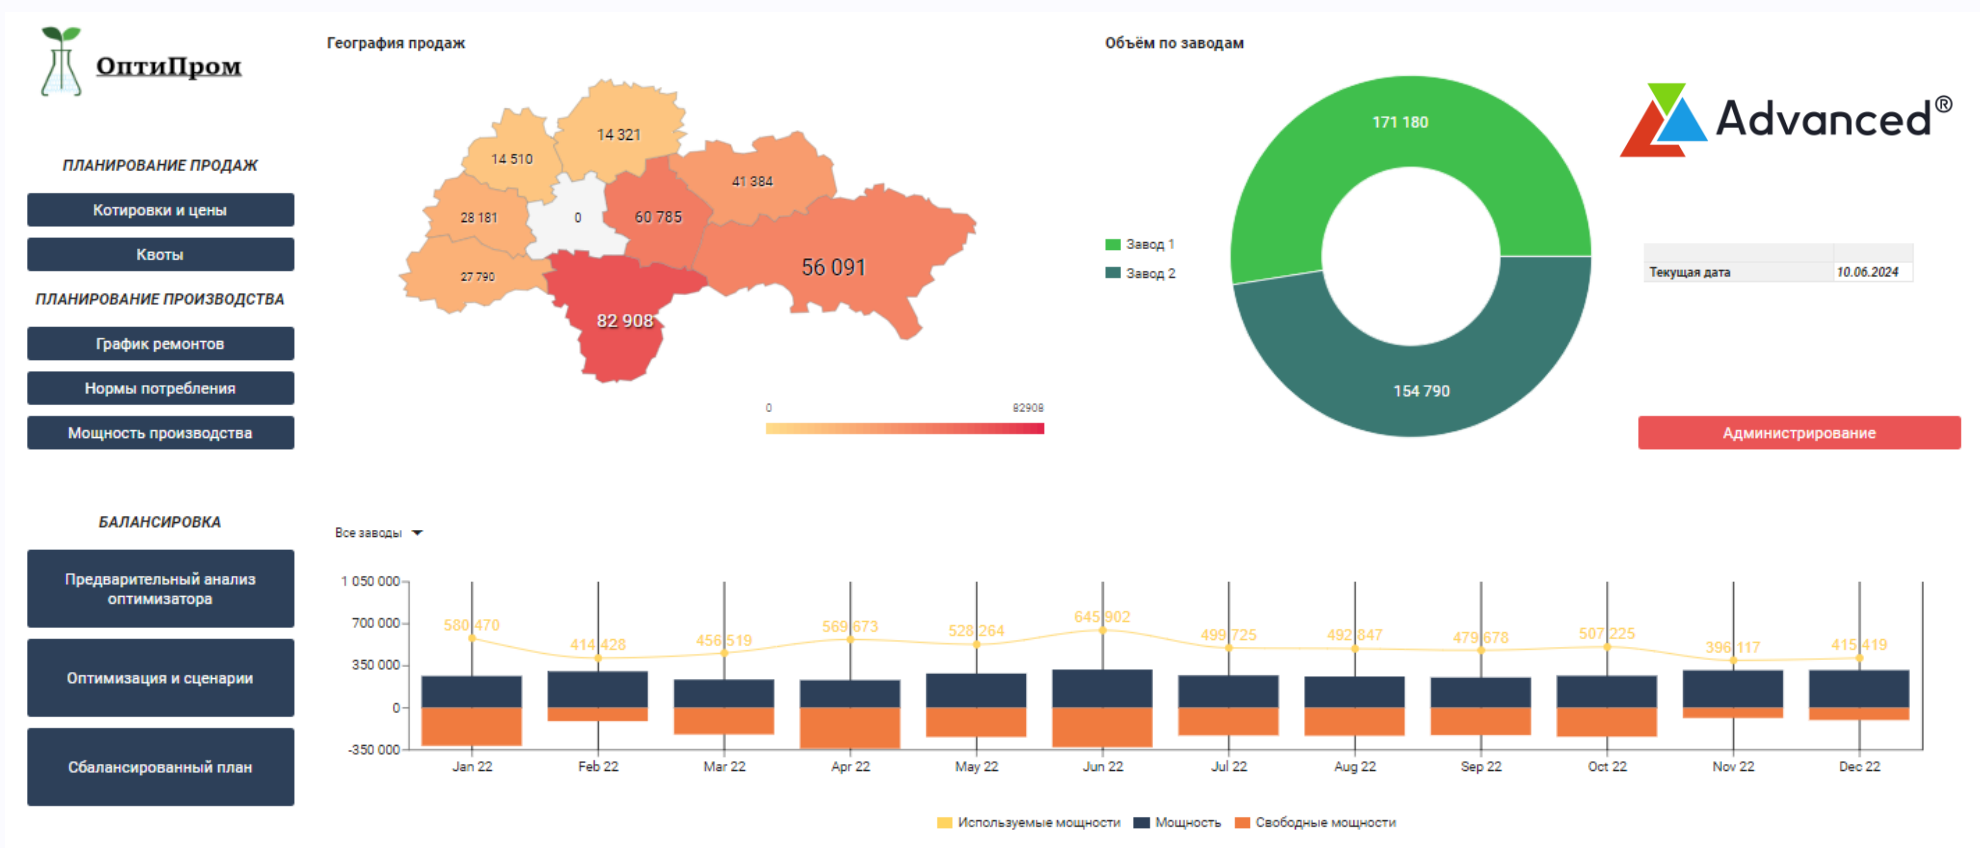 ОптиПром
ПЛАНИРОВАНИЕ ПРОДАЖ
Котировки и цены
Квоты
ПЛАНИРОВАНИЕ ПРОИЗВОДСТВА
График ремонтов
Нормы потребления
Мощность производства
БАЛАНСИРОВКА
Предварительный анализ
оптимизатора
Оптимизация и сценарии
Сбалансированный план
География продаж
14 321
14 510
41 384
28 181
0
60 785
27 790
56 091
82 908
0 82908
Объём по заводам
171 180
Завод 1
Завод 2
154 790
Advanced®
Текущая дата 10.06.2024
Администрирование
Все заводы
1 050 000
700 000
350 000
0
-350 000
580 470 414 428 456 519 569 673 528 264 645 902 499 725 492 847 479 678 507 225 396 117 415 419
Jan 22 Feb 22 Mar 22 Apr 22 May 22 Jun 22 Jul 22 Aug 22 Sep 22 Oct 22 Nov 22 Dec 22
Используемые мощности Мощность Свободные мощности